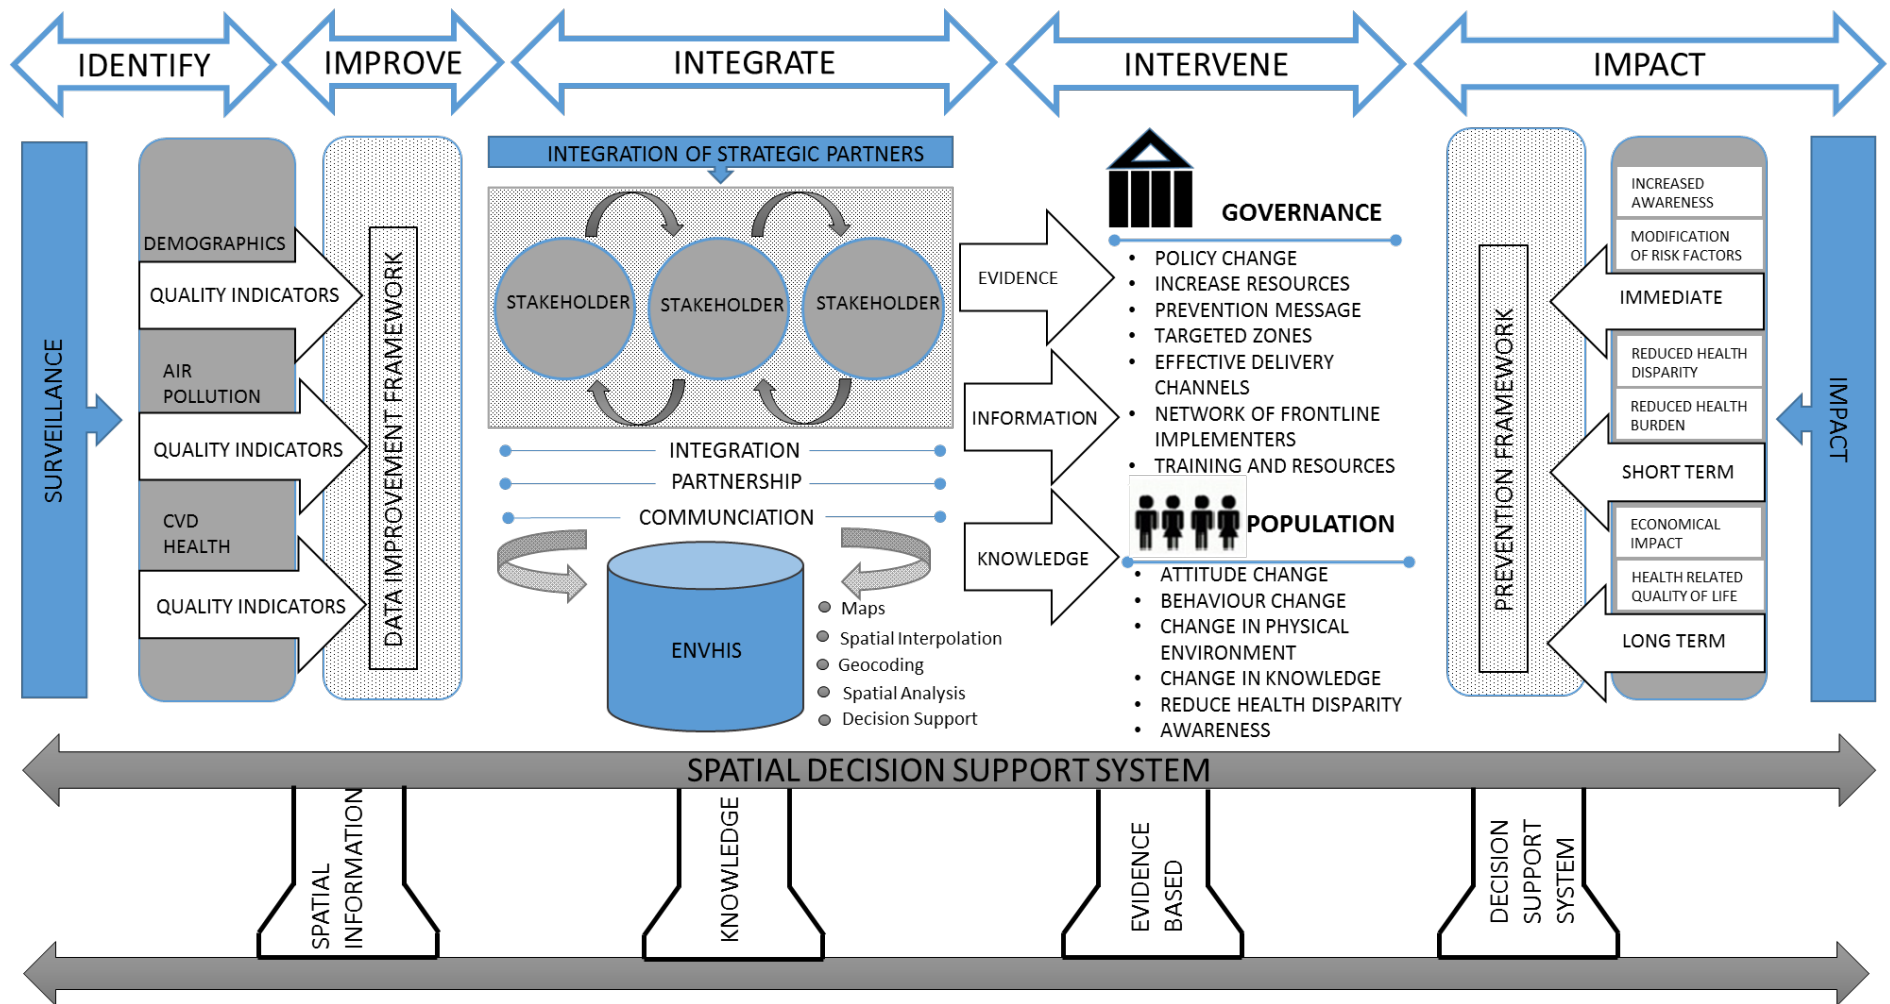 IDENTIFY
IMPROVE
INTEGRATE
INTERVENE
IMPACT
SURVEILLANCE
DEMOGRAPHICS
QUALITY INDICATORS
AIR
POLLUTION
QUALITY INDICATORS
CVD
HEALTH
QUALITY INDICATORS
DATA IMPROVEMENT FRAMEWORK
INTEGRATION OF STRATEGIC PARTNERS
STAKEHOLDER
STAKEHOLDER
STAKEHOLDER
INTEGRATION
PARTNERSHIP
COMMUNCIATION
ENVHIS
Maps
Spatial Interpolation
Geocoding
Spatial Analysis
Decision Support
EVIDENCE
INFORMATION
KNOWLEDGE
GOVERNANCE
• POLICY CHANGE
• INCREASE RESOURCES
• PREVENTION MESSAGE
• TARGETED ZONES
• EFFECTIVE DELIVERY
CHANNELS
• NETWORK OF FRONTLINE
IMPLEMENTERS
• TRAINING AND RESOURCES
POPULATION
• ATTITUDE CHANGE
• BEHAVIOUR CHANGE
• CHANGE IN PHYSICAL
ENVIRONMENT
• CHANGE IN KNOWLEDGE
• REDUCE HEALTH DISPARITY
• AWARENESS
PREVENTION FRAMEWORK
INCREASED
AWARENESS
MODIFICATION
OF RISK FACTORS
IMMEDIATE
REDUCED HEALTH
DISPARITY
REDUCED HEALTH
BURDEN
SHORT TERM
ECONOMICAL
IMPACT
HEALTH RELATED
QUALITY OF LIFE
LONG TERM
IMPACT
SPATIAL DECISION SUPPORT SYSTEM
SPATIAL
INFORMATION
KNOWLEDGE
EVIDENCE
BASED
DECISION
SUPPORT
SYSTEM